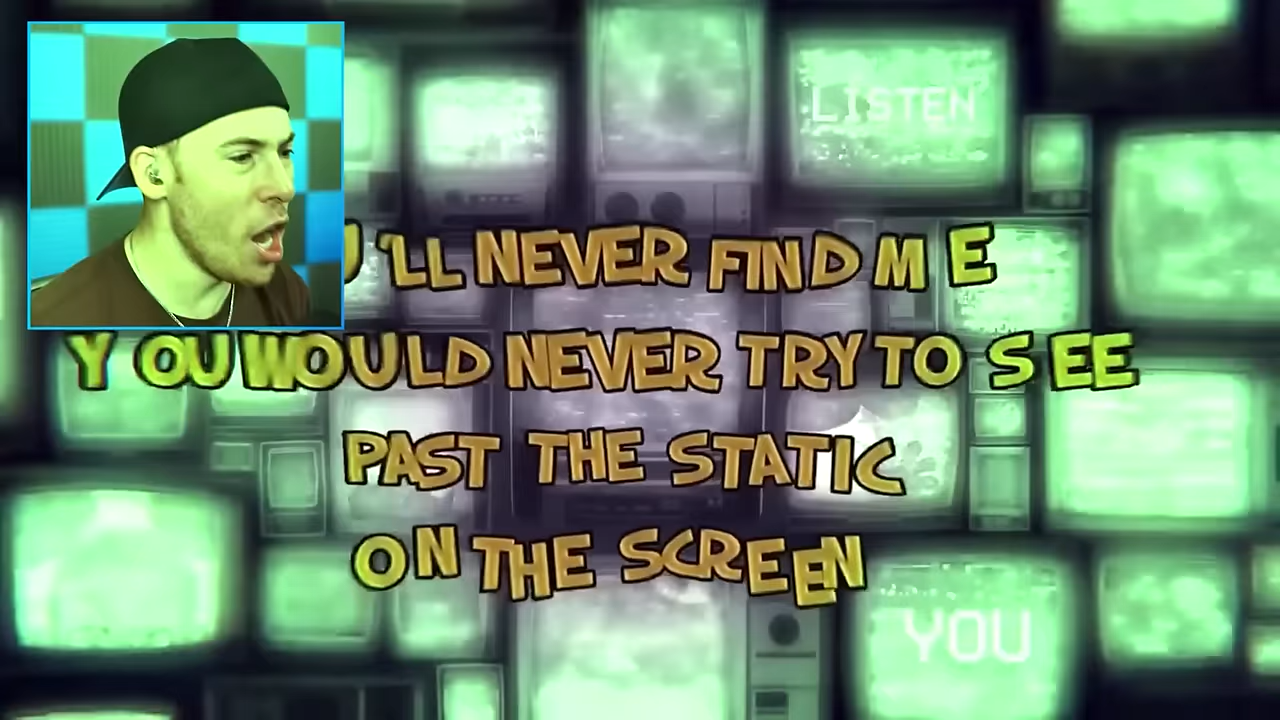 LISTEN
'LL NEVER FIND ME
YOU WOULD NEVER TRY TO SEE
PAST THE STATIC
ON THE SCREEN
YOU